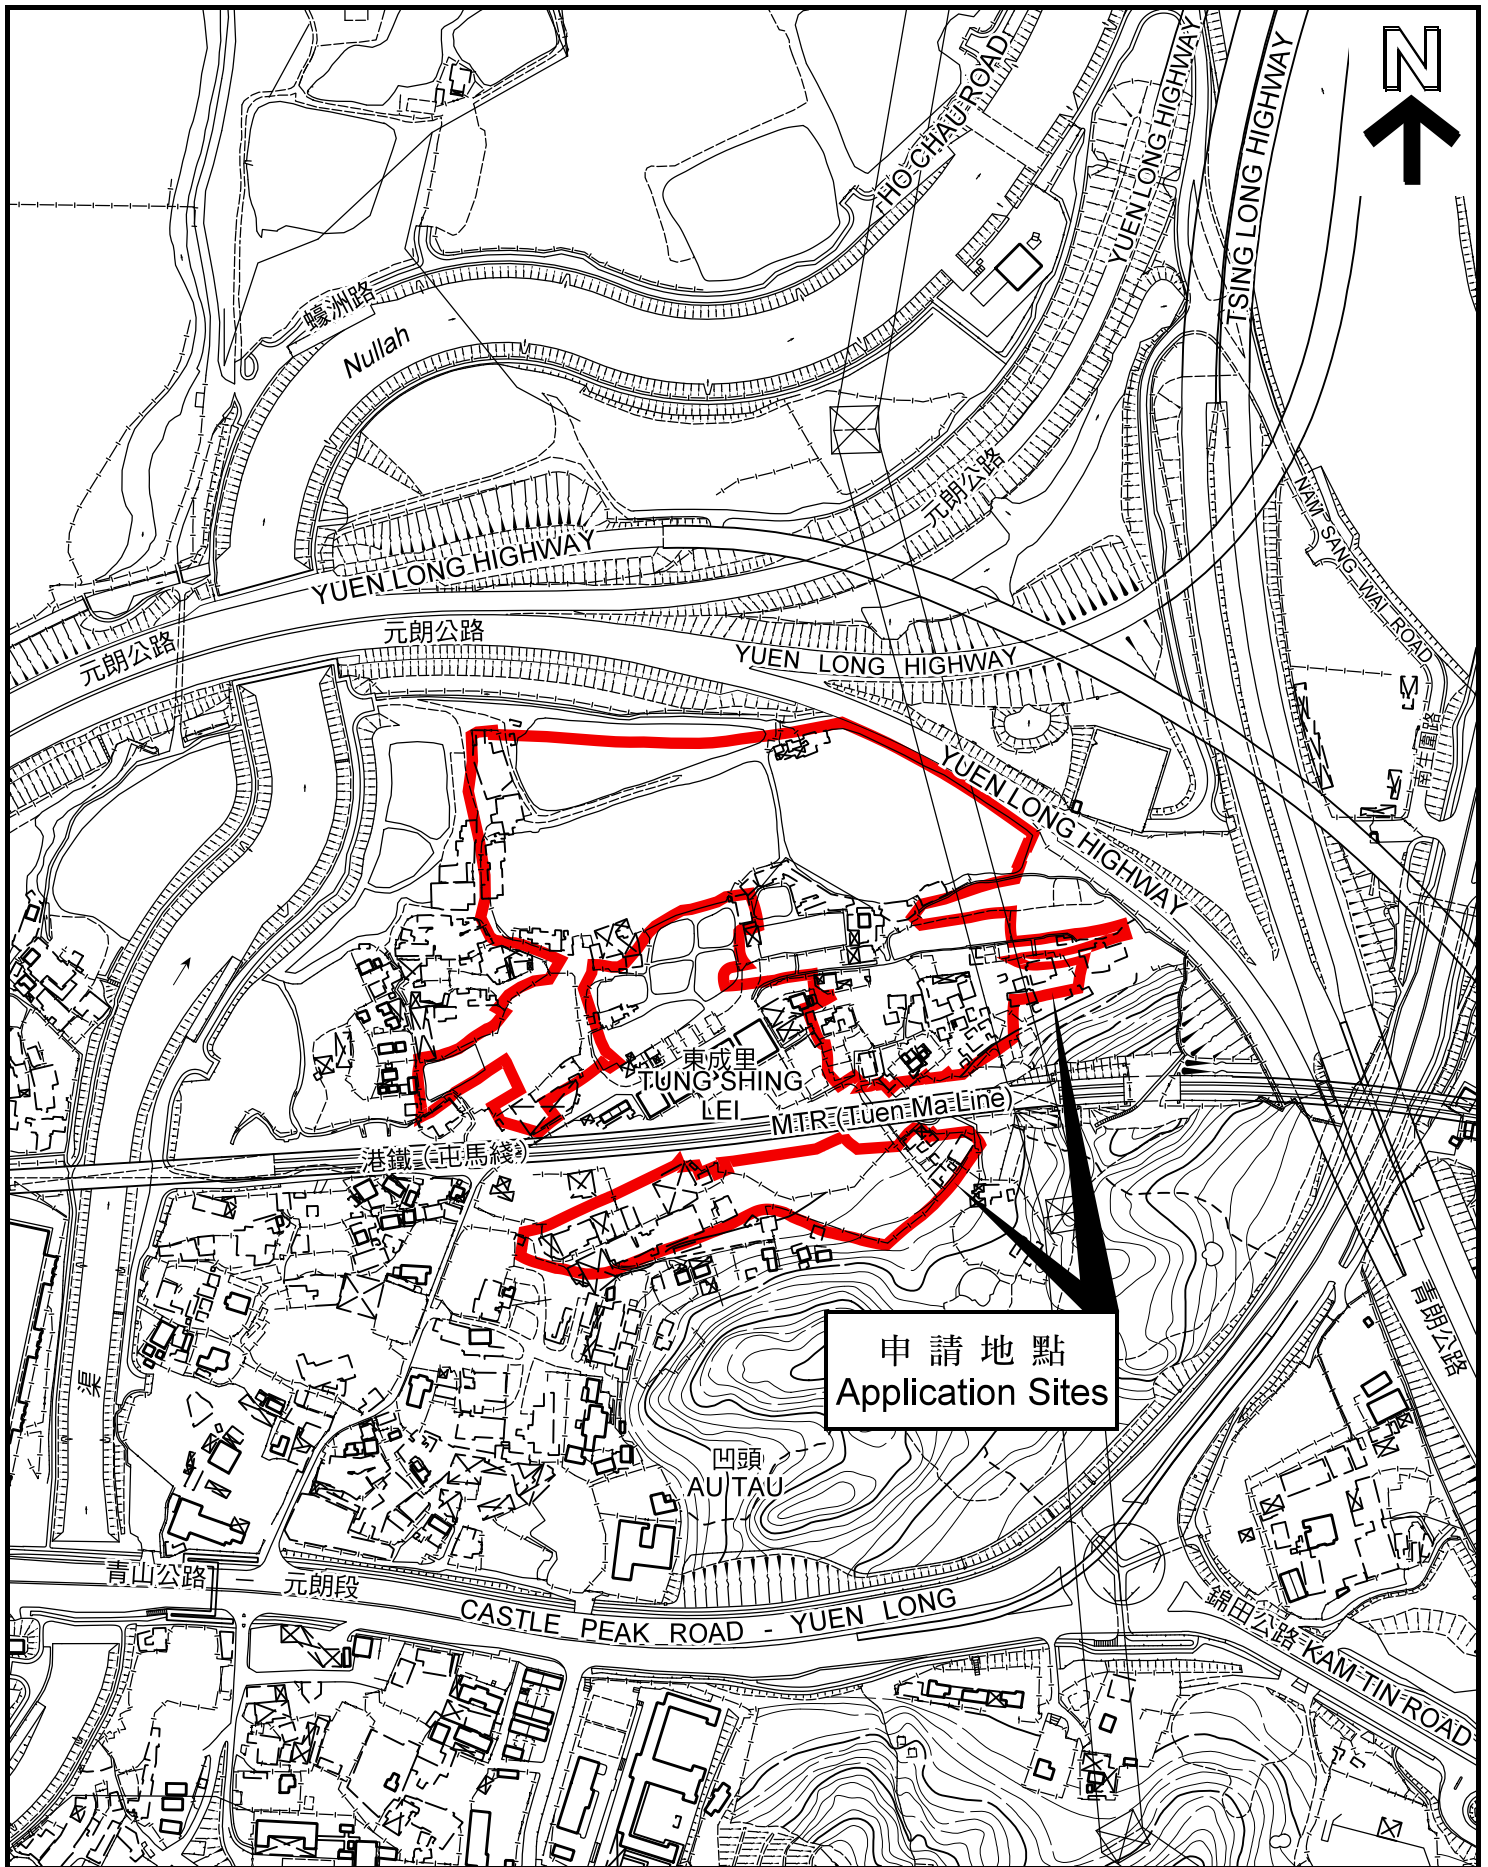 N
HO CHAU ROAD
YUEN LONG HIGHWAY
YUEN LONG HIGHWAY
TSING LONG HIGHWAY
蠔洲路
Nullah
元朗公路
NAM SANG WAI ROAD
YUEN LONG HIGHWAY
元朗公路
元朗公路
YUEN LONG HIGHWAY
南生圍路
YUEN LONG HIGHWAY
東成里
TUNG SHING
LEI
MTR (Tuen Ma Line)
港鐵（屯馬綫）
申請地點
Application Sites
青朗公路
渠
凹頭
AU TAU
青山公路 - 元朗段
CASTLE PEAK ROAD - YUEN LONG
錦田公路 KAM TIN ROAD